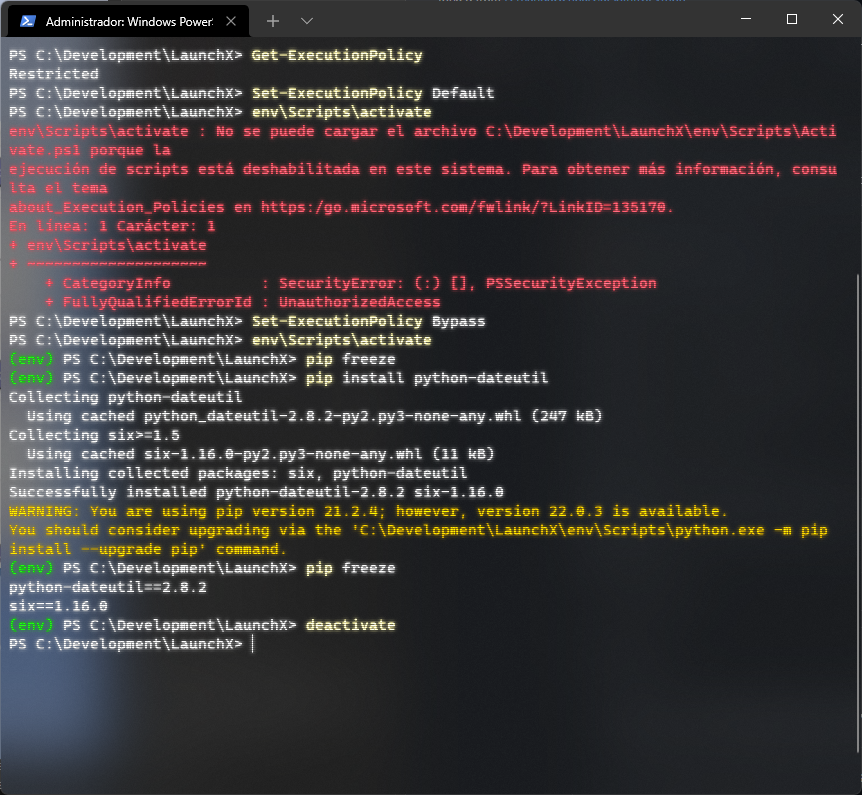 Administrador: Windows PowerS
PS C:\Development\LaunchX> Get-ExecutionPolicy
Restricted
PS C:\Development\LaunchX> Set-ExecutionPolicy Default
PS C:\Development\LaunchX> env\Scripts\activate
env\Scripts\activate : No se puede cargar el archivo C:\Development\LaunchX\env\Scripts\Acti
vate.ps1 porque la
ejecución de scripts está deshabilitada en este sistema. Para obtener más información, consu
lta el tema
about_Execution_Policies en https:/go.microsoft.com/fwlink/?LinkID=135170.
En línea: 1 Carácter: 1
+ env\Scripts\activate
+ ~~~~~~~~~~~~~~~~~~~~
    + CategoryInfo          : SecurityError: (:) [], PSSecurityException
    + FullyQualifiedErrorId : UnauthorizedAccess
PS C:\Development\LaunchX> Set-ExecutionPolicy Bypass
PS C:\Development\LaunchX> env\Scripts\activate
(env) PS C:\Development\LaunchX> pip freeze
(env) PS C:\Development\LaunchX> pip install python-dateutil
Collecting python-dateutil
  Using cached python_dateutil-2.8.2-py2.py3-none-any.whl (247 kB)
Collecting six>=1.5
  Using cached six-1.16.0-py2.py3-none-any.whl (11 kB)
Installing collected packages: six, python-dateutil
Successfully installed python-dateutil-2.8.2 six-1.16.0
WARNING: You are using pip version 21.2.4; however, version 22.0.3 is available.
You should consider upgrading via the 'C:\Development\LaunchX\env\Scripts\python.exe -m pip
install --upgrade pip' command.
(env) PS C:\Development\LaunchX> pip freeze
python-dateutil==2.8.2
six==1.16.0
(env) PS C:\Development\LaunchX> deactivate
PS C:\Development\LaunchX>